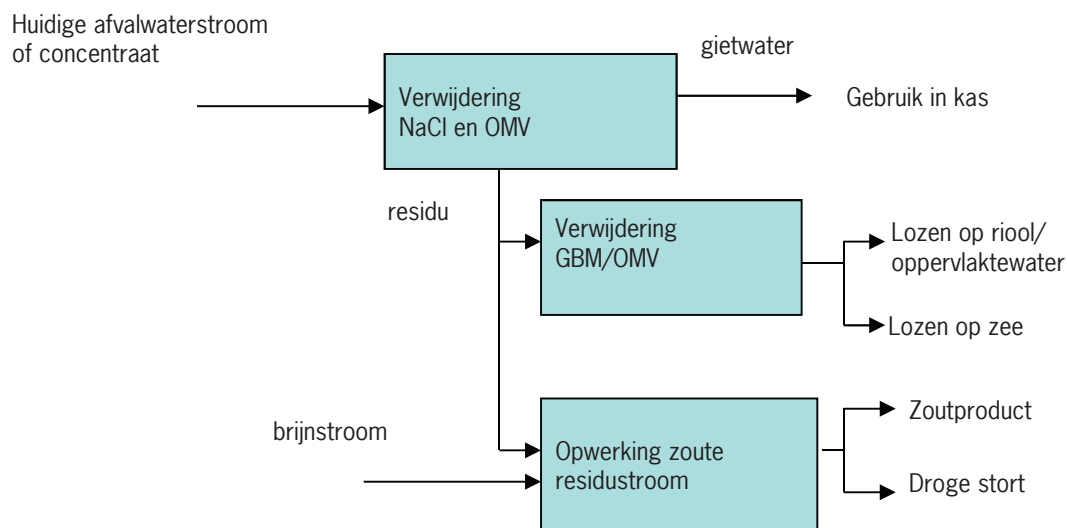 Huidige afvalwaterstroom
of concentraat
gietwater
Verwijdering
NaCl en OMV
Gebruik in kas
residu
Verwijdering
GBM/OMV
Lozen op riool/
oppervlaktewater
Lozen op zee
brijnstroom
Opwerking zoute
residustroom
Zoutproduct
Droge stort